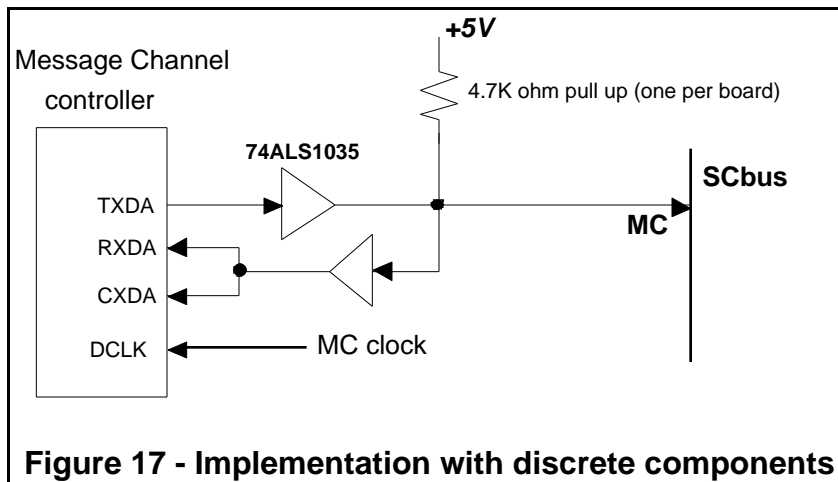 +5V
Message Channel
controller
4.7K ohm pull up (one per board)
74ALS1035
SCbus
TXDA
MC
RXDA
CXDA
DCLK
MC clock
Figure 17 - Implementation with discrete components